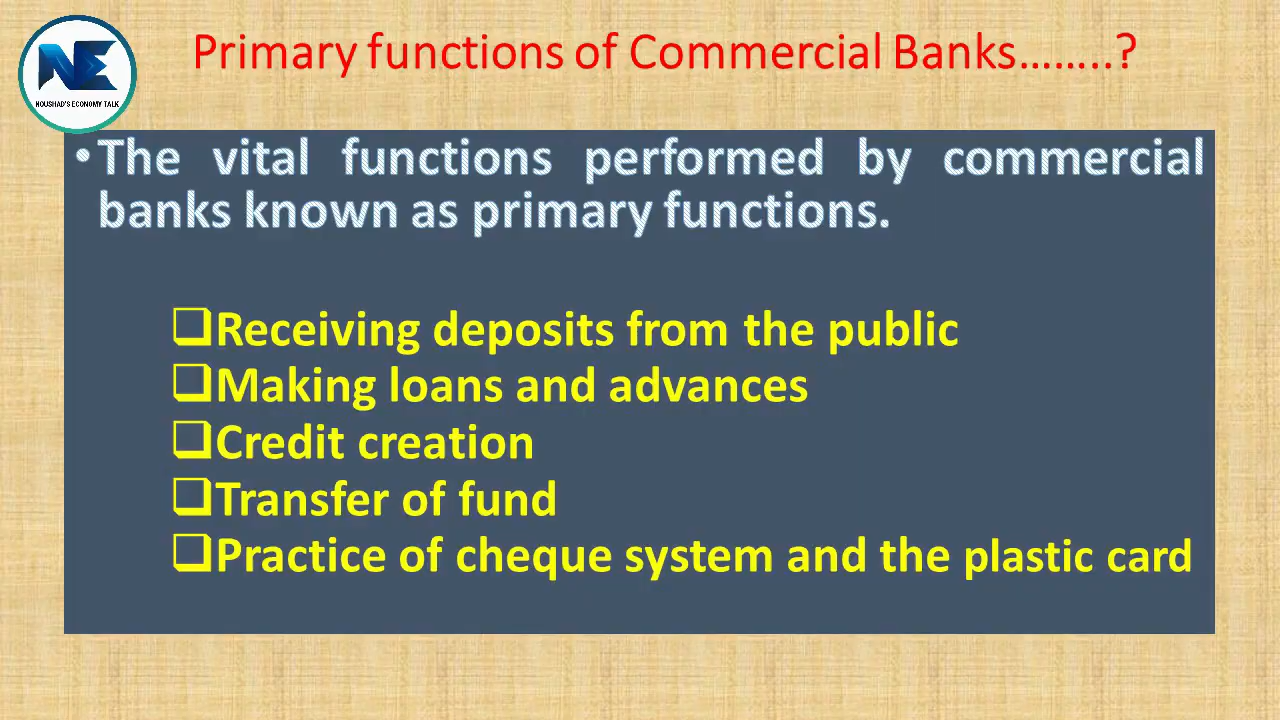 Primary functions of Commercial Banks……..?
NE
NOUSHAD'S ECONOMY TALK
•The vital functions performed by commercial
banks known as primary functions.
❑Receiving deposits from the public
❑Making loans and advances
❑Credit creation
❑Transfer of fund
❑Practice of cheque system and the plastic card